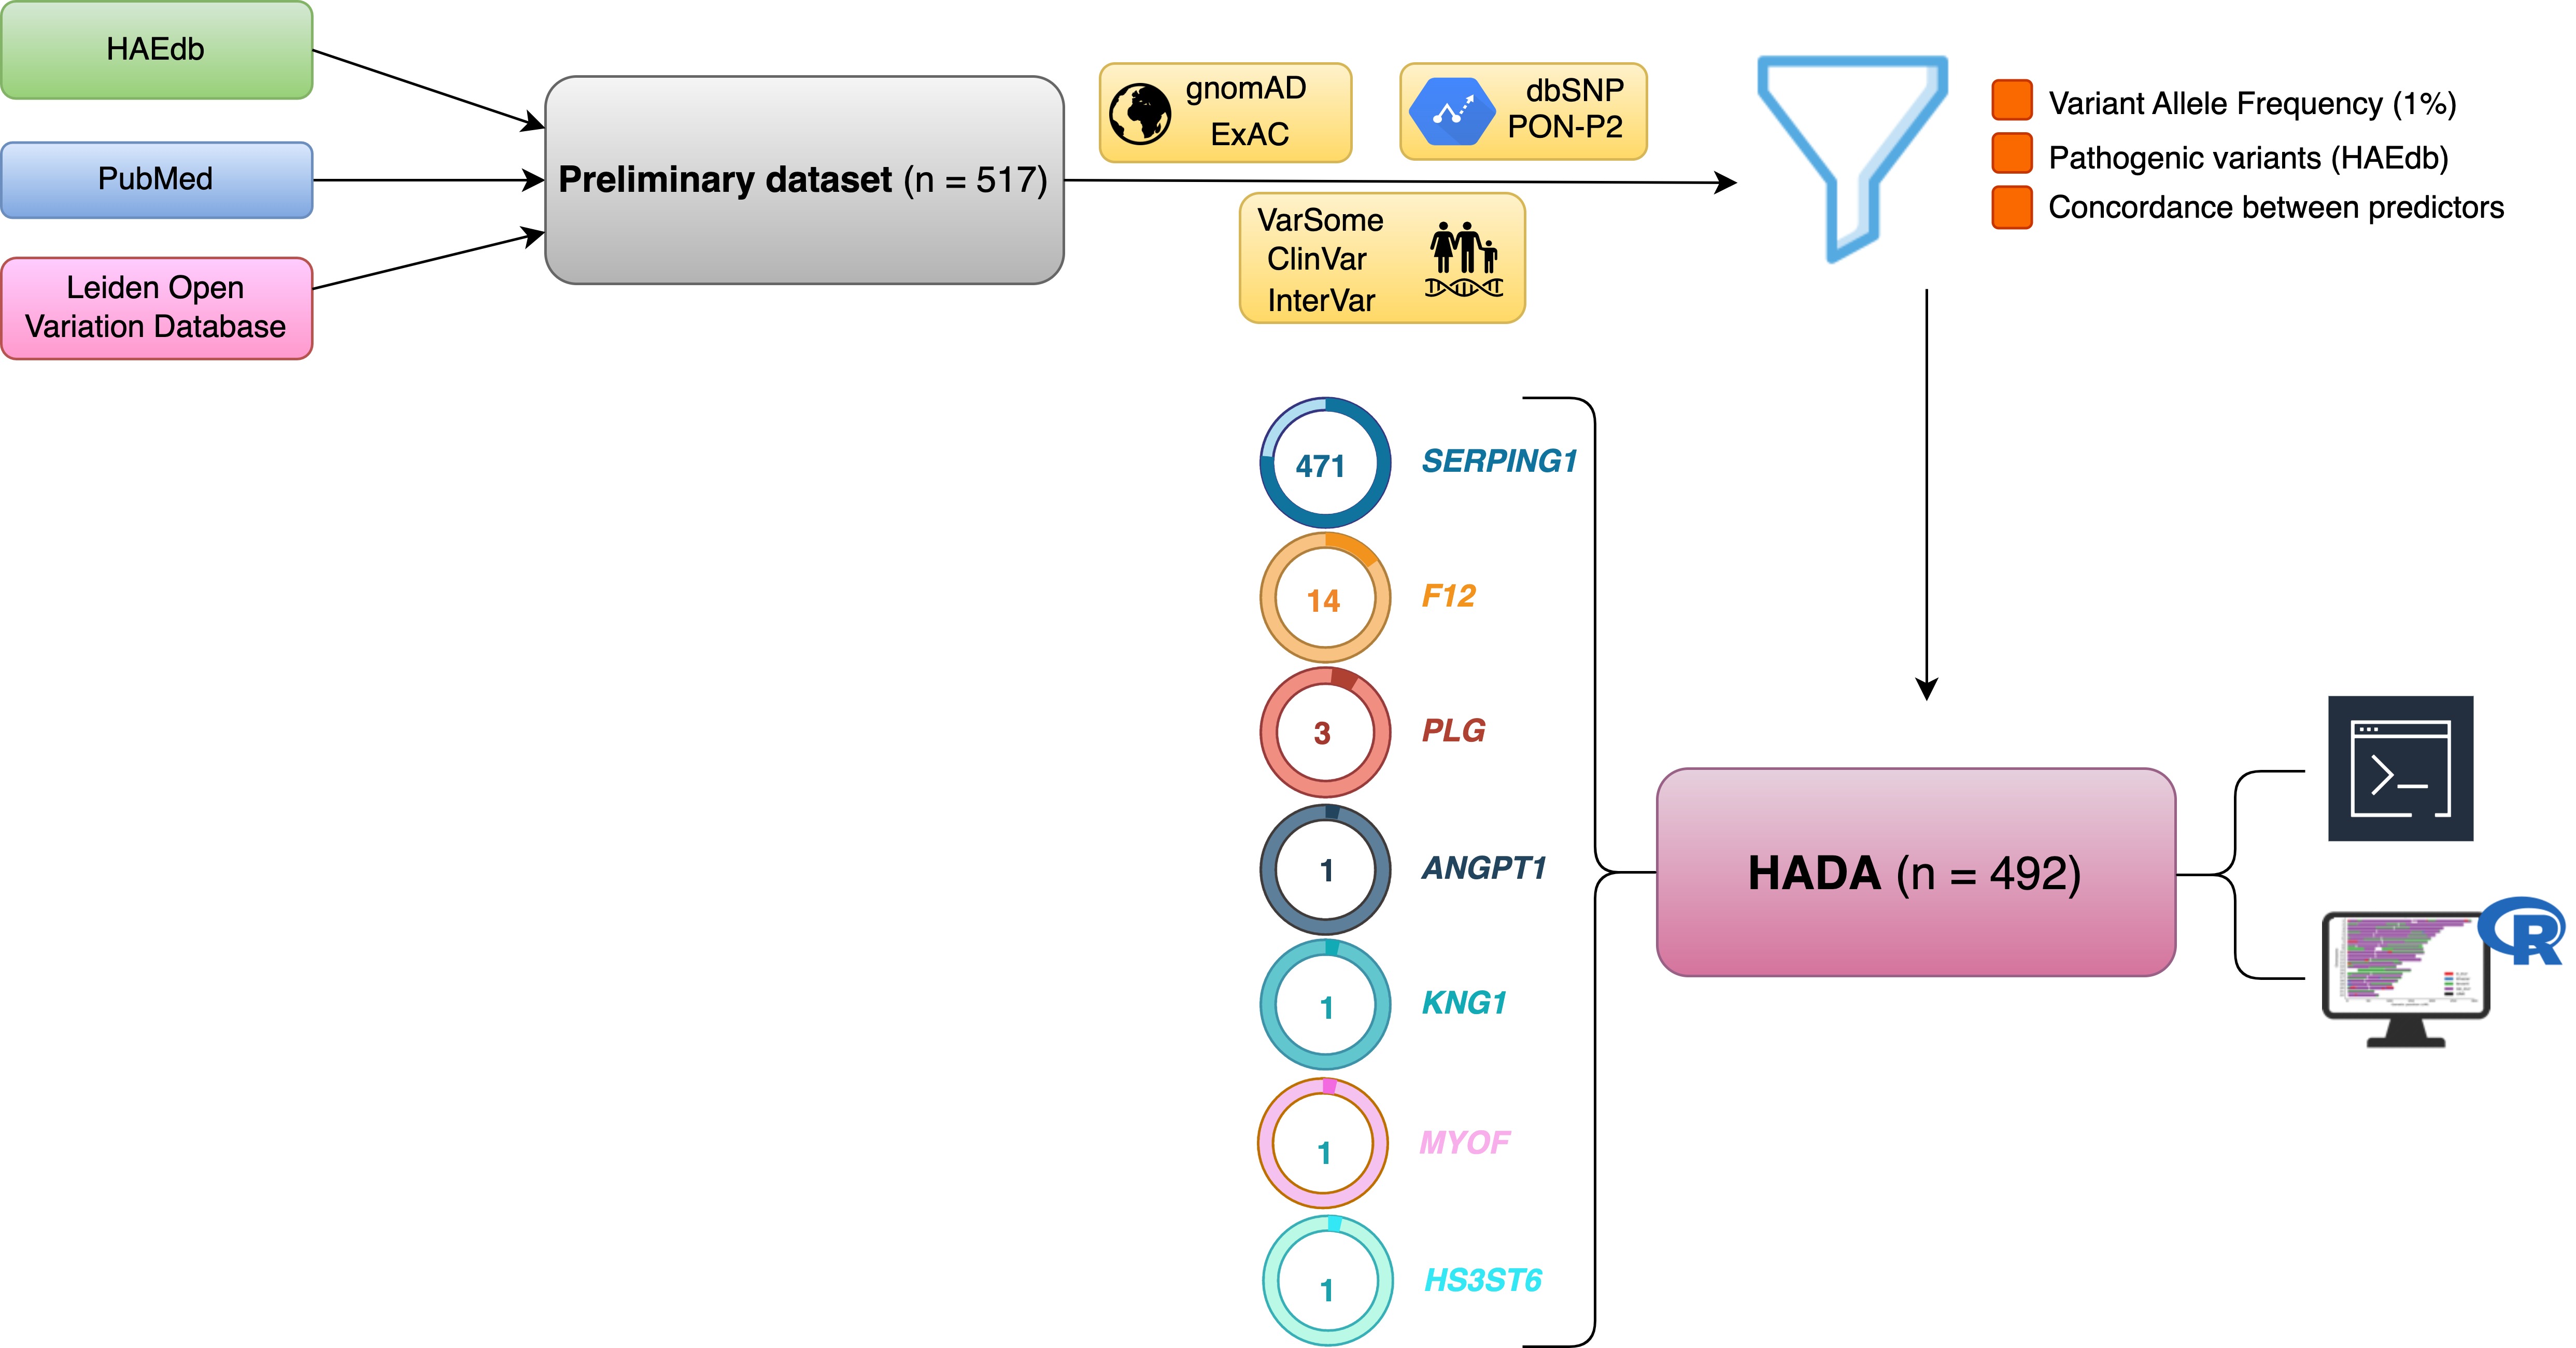 HAEdb
PubMed
Leiden Open
Variation Database
Preliminary dataset (n = 517)
gnomAD
ExAC
dbSNP
PON-P2
VarSome
ClinVar
InterVar
Variant Allele Frequency (1%)
Pathogenic variants (HAEdb)
Concordance between predictors
471 SERPING1
14 F12
3 PLG
1 ANGPT1
1 KNG1
1 MYOF
1 HS3ST6
HADA (n = 492)
>_
R